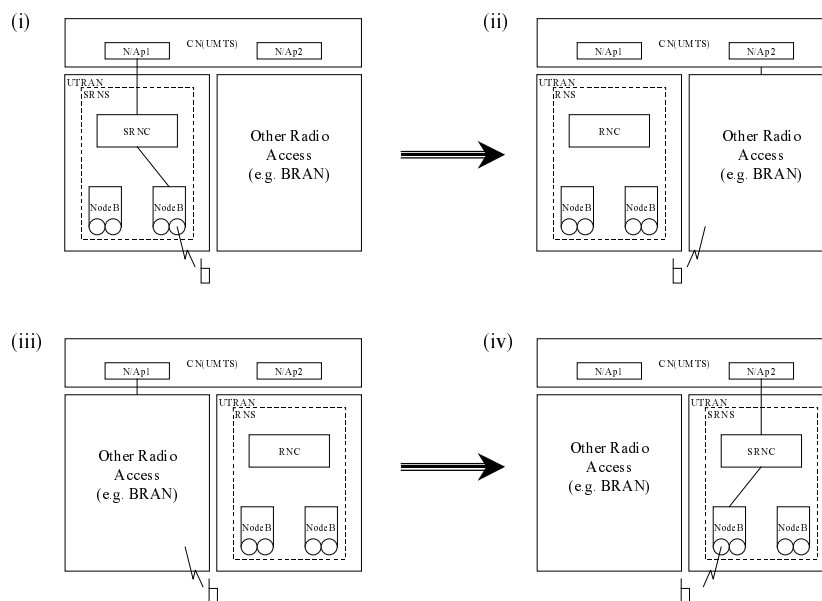 (i)
CN(UMTS)
N/Ap1
N/Ap2
UTRAN
SRNS
SRNC
NodeB
NodeB
Other Radio
Access
(e.g. BRAN)
(ii)
CN(UMTS)
N/Ap1
N/Ap2
UTRAN
RNS
RNC
NodeB
NodeB
Other Radio
Access
(e.g. BRAN)
(iii)
CN(UMTS)
N/Ap1
N/Ap2
Other Radio
Access
(e.g. BRAN)
UTRAN
RNS
RNC
NodeB
NodeB
(iv)
CN(UMTS)
N/Ap1
N/Ap2
Other Radio
Access
(e.g. BRAN)
UTRAN
SRNS
SRNC
NodeB
NodeB